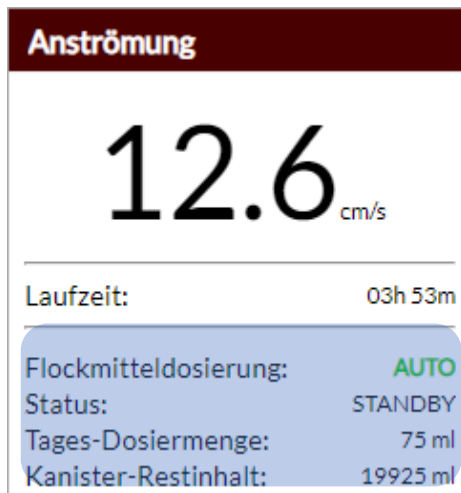 Anströmung
12.6 cm/s
Laufzeit: 03h 53m
Flockmitteldosierung: AUTO
Status: STANDBY
Tages-Dosiermenge: 75 ml
Kanister-Restinhalt: 19925 ml